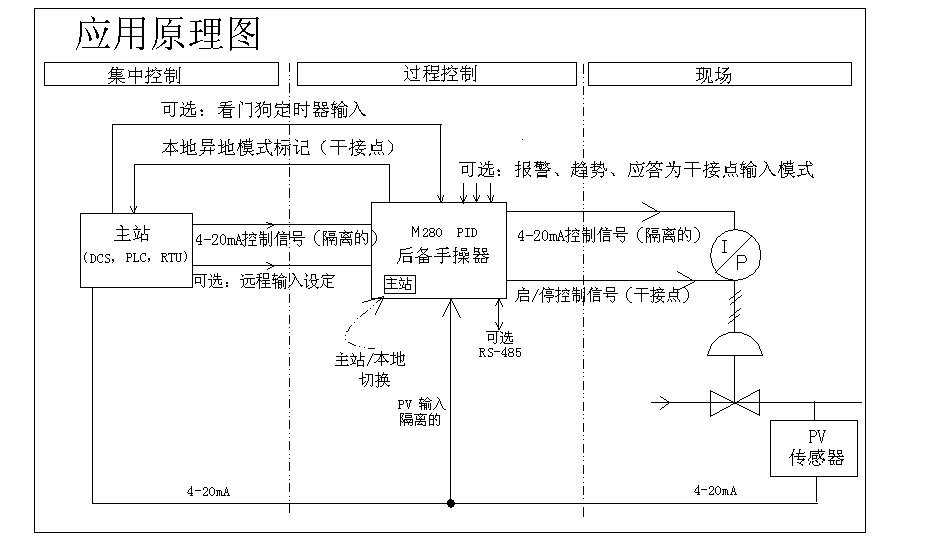 应用原理图
集中控制
过程控制
现场
可选：看门狗定时器输入
本地异地模式标记（干接点）
可选：报警、趋势、应答为干接点输入模式
主站
(DCS，PLC，RTU)
4-20mA控制信号（隔离的）
可选：远程输入设定
M280 PID
后备手操器
主站
4-20mA控制信号（隔离的）
启/停控制信号（干接点）
I
P
可选
RS-485
主站/本地
切换
PV 输入
隔离的
PV
传感器
4-20mA
4-20mA